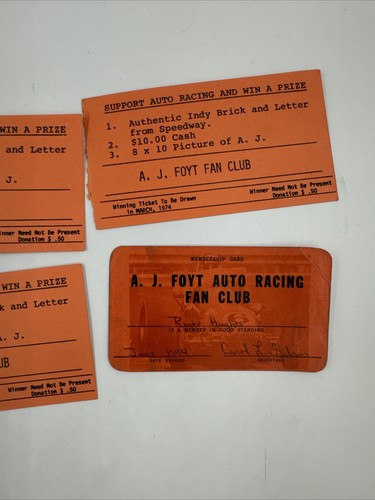 SUPPORT AUTO RACING AND WIN A PRIZE
1. Authentic Indy Brick and Letter
from Speedway.
2. $10.00 Cash
3. 8 x 10 Picture of A. J.
A. J. FOYT FAN CLUB
Winning Ticket To Be Drawn
in MARCH, 1974
Winner Need Not Be Present
Donation $ .50
WIN A PRIZE
and Letter
J.
Winner Need Not Be Present
Donation $ .50
MEMBERSHIP CARD
A. J. FOYT AUTO RACING
FAN CLUB
IS A MEMBER IN GOOD STANDING
DATE EXPIRES
SECRETARY
WIN A PRIZE
k and Letter
A. J.
UB
Winner Need Not Be Present
Donation $ .50